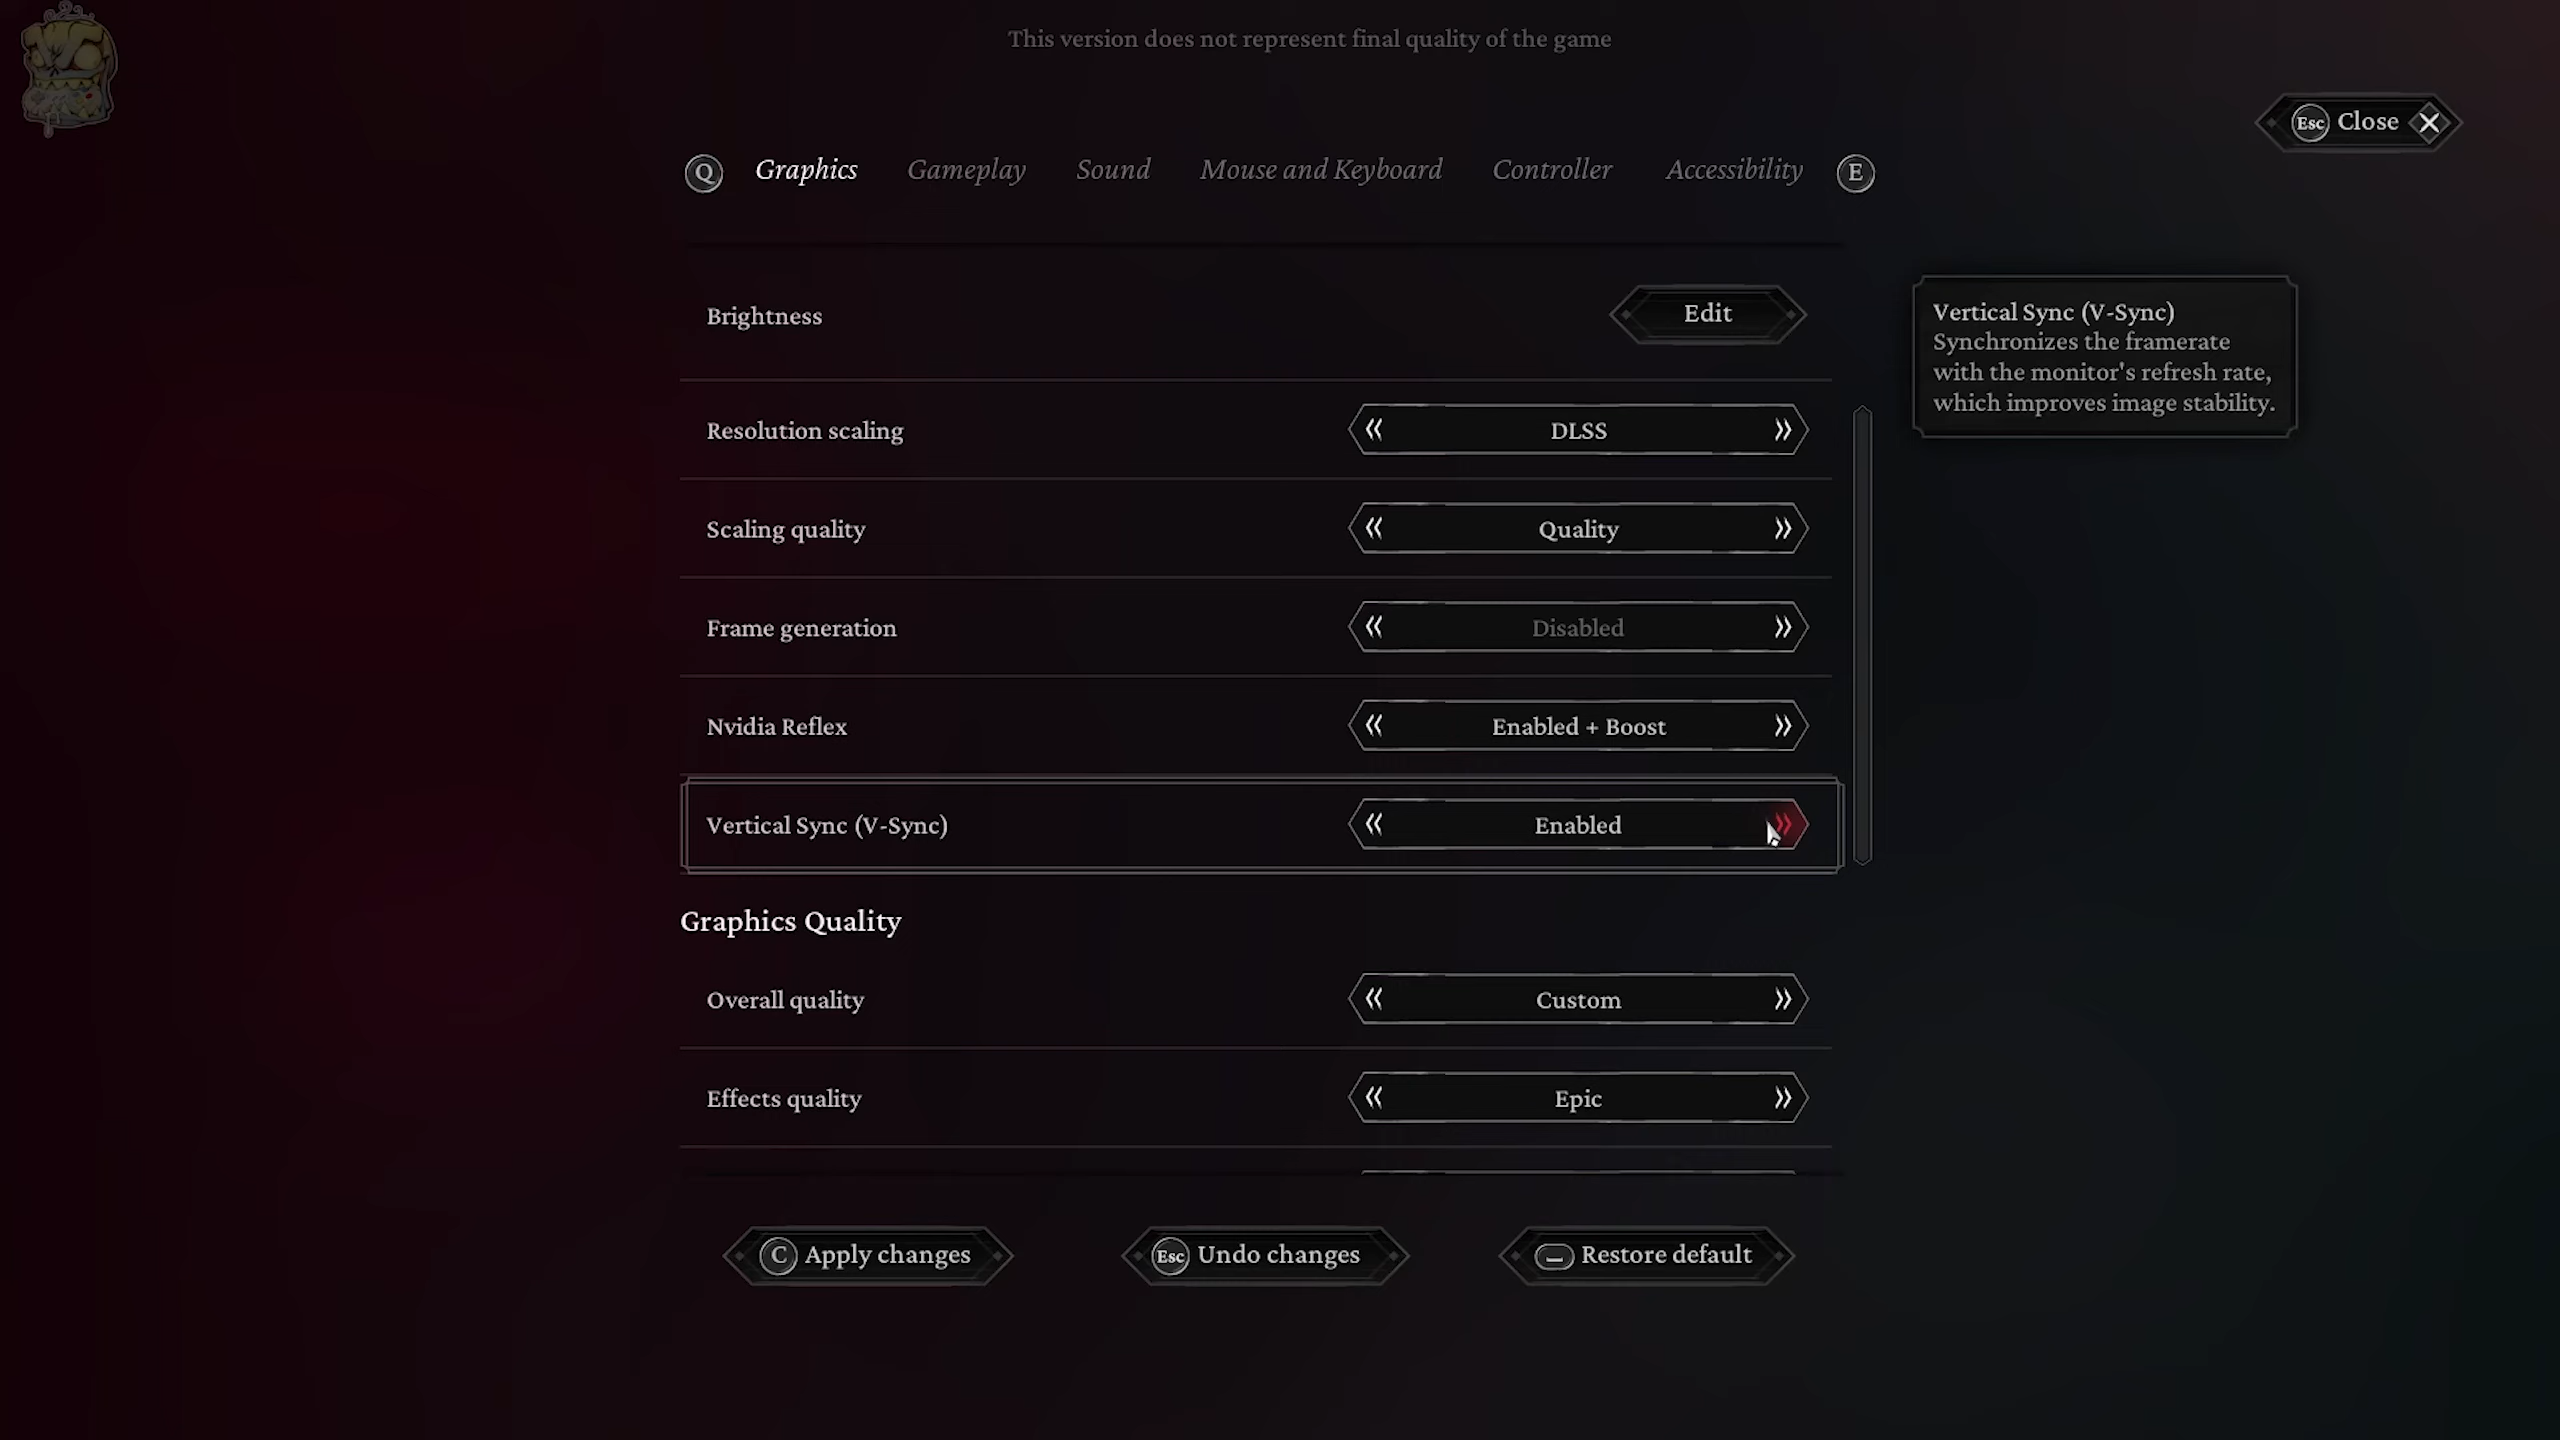 This version does not represent final quality of the game
Esc Close
Q Graphics Gameplay Sound Mouse and Keyboard Controller Accessibility E
Brightness Edit
Vertical Sync (V-Sync)
Synchronizes the framerate
with the monitor's refresh rate,
which improves image stability.
Resolution scaling DLSS
Scaling quality Quality
Frame generation Disabled
Nvidia Reflex Enabled + Boost
Vertical Sync (V-Sync) Enabled
Graphics Quality
Overall quality Custom
Effects quality Epic
C Apply changes Esc Undo changes Restore default